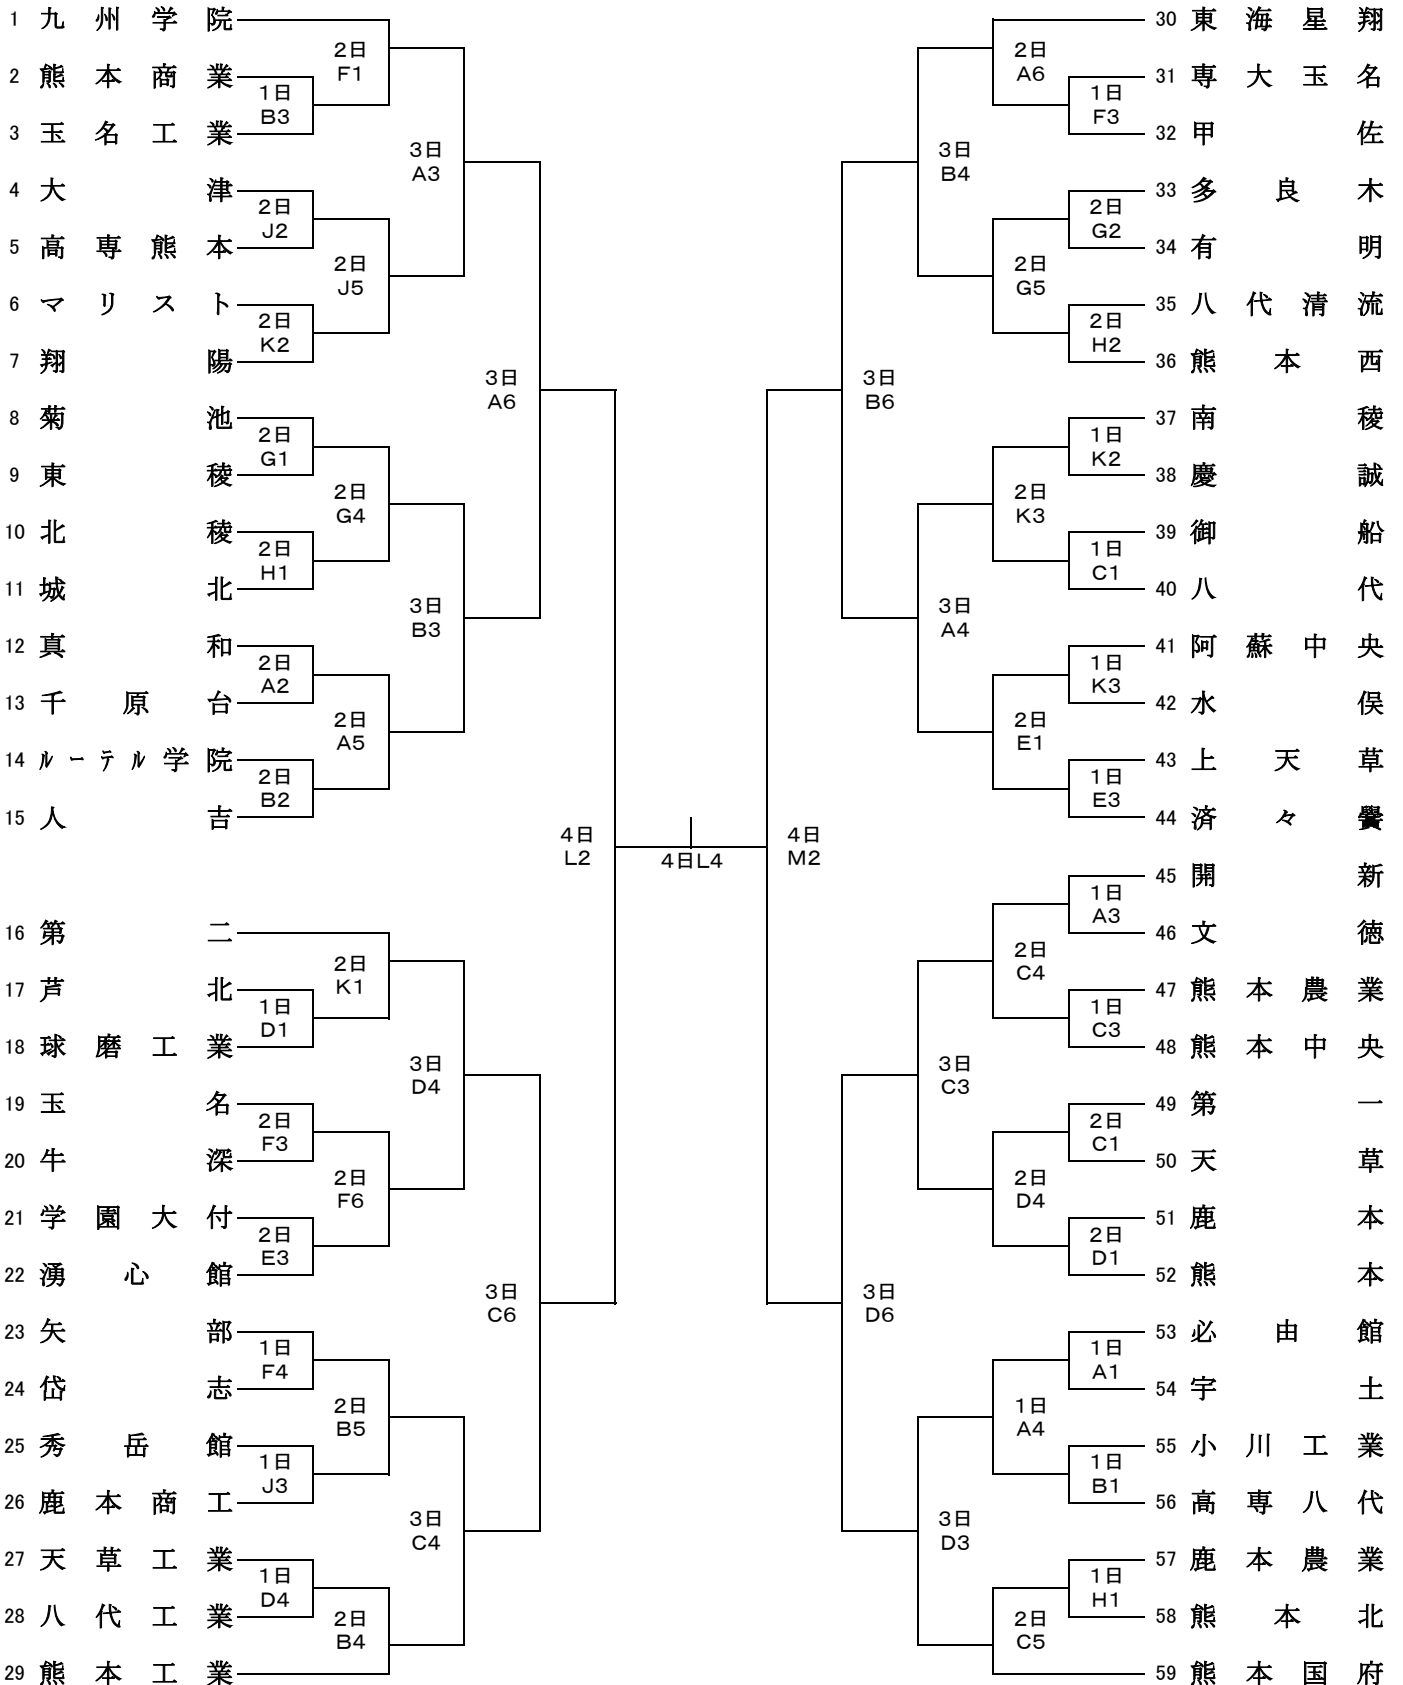 1 九州学院
2日
F1
2 熊本商業
1日
B3
3 玉名工業
3日
A3
4 大津
2日
J2
5 高専熊本
2日
J5
6 マリスト
2日
K2
7 翔陽
3日
A6
8 菊池
2日
G1
9 東稜
2日
G4
10 北稜
2日
H1
11 城北
3日
B3
12 真和
2日
A2
13 千原台
2日
A5
14 ﾙｰﾃﾙ学院
2日
B2
15 人吉
4日
L2
16 第二
2日
K1
17 芦北
1日
D1
18 球磨工業
3日
D4
19 玉名
2日
F3
20 牛深
2日
F6
21 学園大付
2日
E3
22 湧心館
3日
C6
23 矢部
1日
F4
24 岱志
2日
B5
25 秀岳館
1日
J3
26 鹿本商工
3日
C4
27 天草工業
1日
D4
28 八代工業
2日
B4
29 熊本工業
4日L4
30 東海星翔
2日
A6
31 専大玉名
1日
F3
32 甲佐
3日
B4
33 多良木
2日
G2
34 有明
2日
G5
35 八代清流
2日
H2
36 熊本西
3日
B6
37 南稜
1日
K2
38 慶誠
2日
K3
39 御船
1日
C1
40 八代
3日
A4
41 阿蘇中央
1日
K3
42 水俣
2日
E1
43 上天草
1日
E3
44 済々黌
4日
M2
45 開新
1日
A3
46 文徳
2日
C4
47 熊本農業
1日
C3
48 熊本中央
3日
C3
49 第一
2日
C1
50 天草
2日
D4
51 鹿本
2日
D1
52 熊本
3日
D6
53 必由館
1日
A1
54 宇土
1日
A4
55 小川工業
1日
B1
56 高専八代
3日
D3
57 鹿本農業
1日
H1
58 熊本北
2日
C5
59 熊本国府